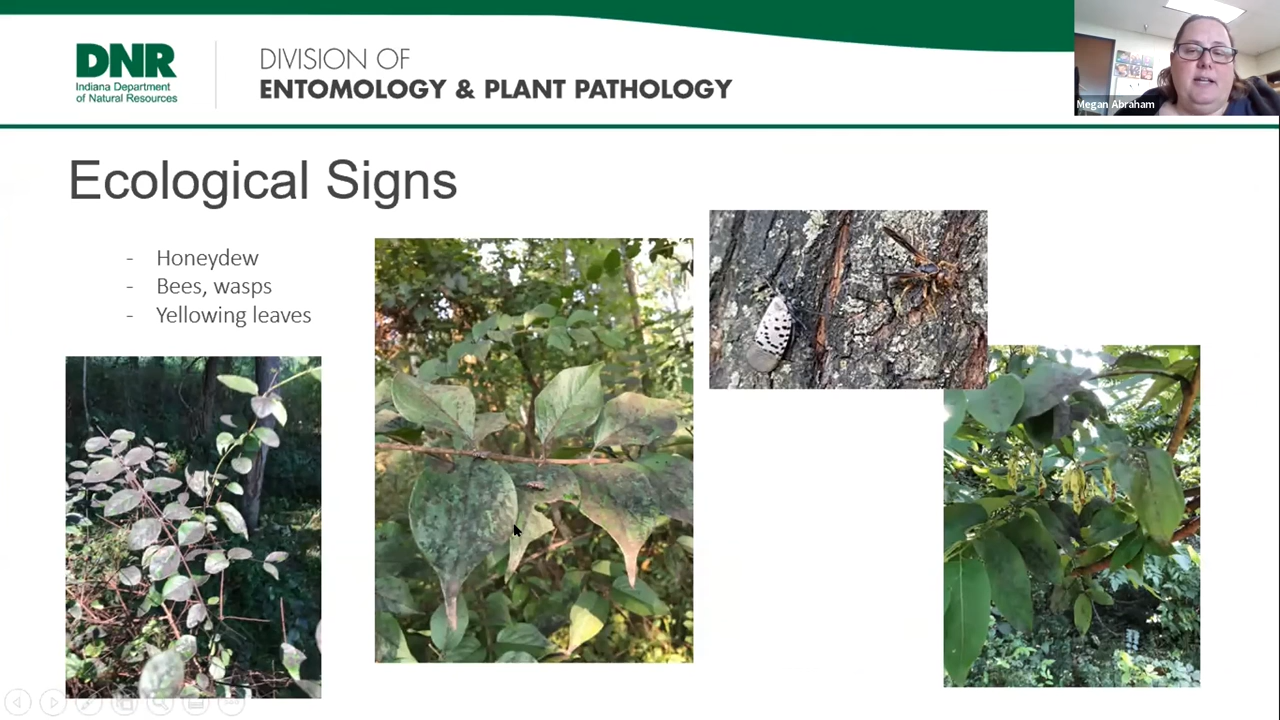 DNR
Indiana Department
of Natural Resources
DIVISION OF
ENTOMOLOGY & PLANT PATHOLOGY
Megan Abraham
Ecological Signs
- Honeydew
- Bees, wasps
- Yellowing leaves